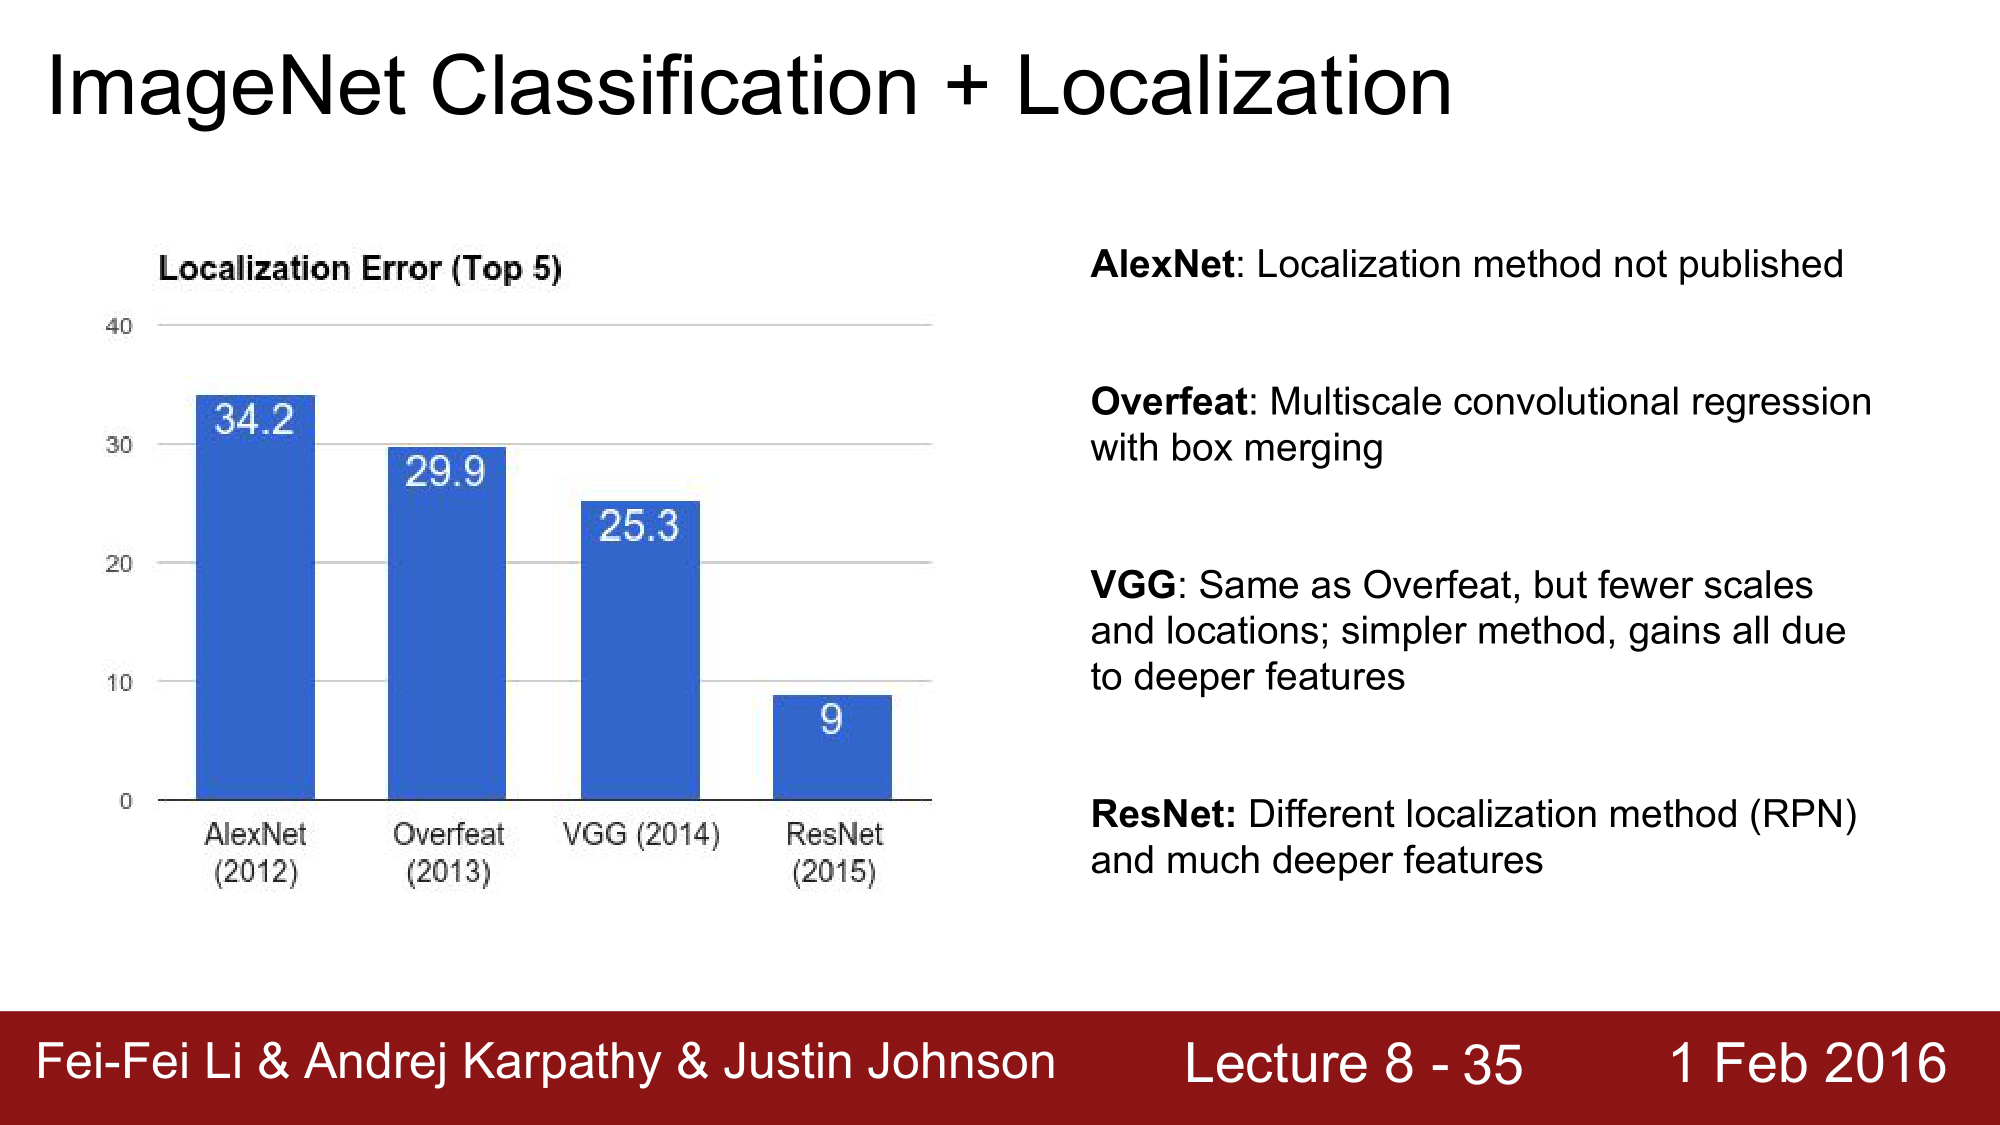 ImageNet Classification + Localization
Localization Error (Top 5)
40
30
20
10
0
34.2
29.9
25.3
9
AlexNet
(2012)
Overfeat
(2013)
VGG (2014)
ResNet
(2015)
AlexNet: Localization method not published
Overfeat: Multiscale convolutional regression
with box merging
VGG: Same as Overfeat, but fewer scales
and locations; simpler method, gains all due
to deeper features
ResNet: Different localization method (RPN)
and much deeper features
Fei-Fei Li & Andrej Karpathy & Justin Johnson
Lecture 8 - 35
1 Feb 2016